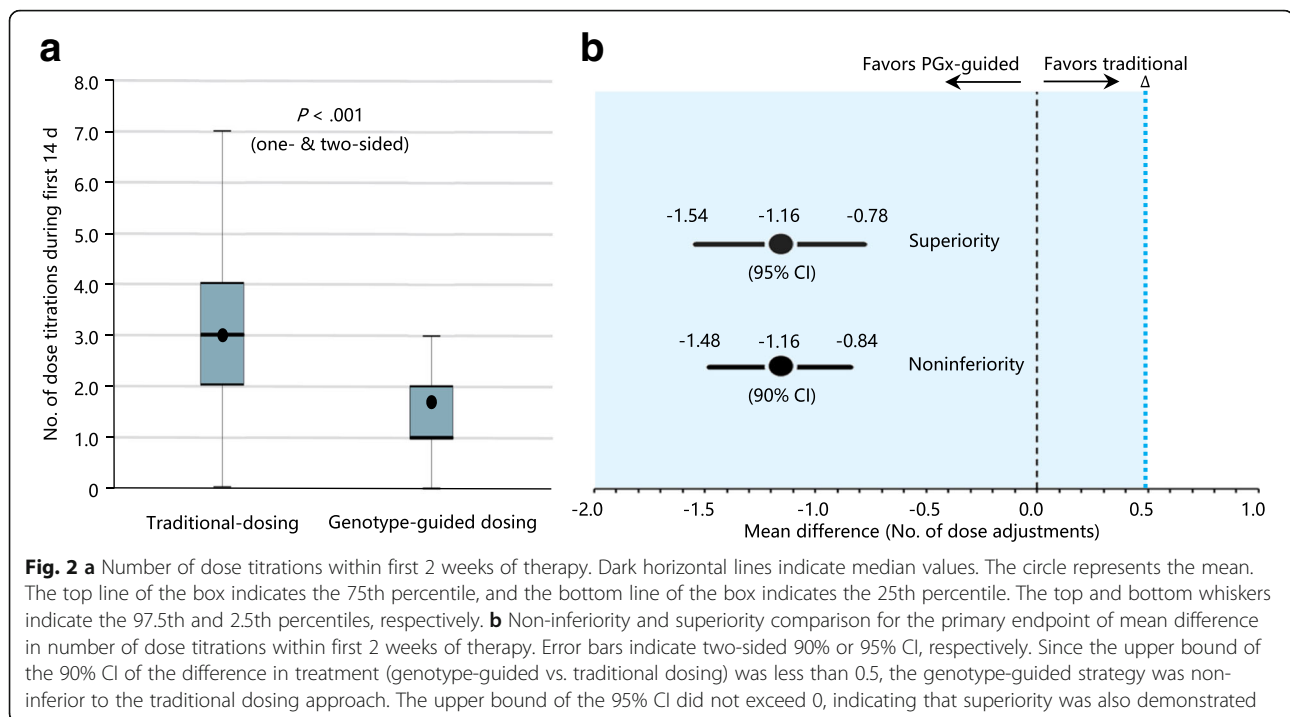 a
8.0
7.0
6.0
5.0
4.0
3.0
2.0
1.0
0
No. of dose titrations during first 14 d
P < .001
(one- & two-sided)
Traditional-dosing
Genotype-guided dosing
b
Favors PGx-guided
Favors traditional
Δ
-1.54 -1.16 -0.78
Superiority
(95% CI)
-1.48 -1.16 -0.84
Noninferiority
(90% CI)
-2.0 -1.5 -1.0 -0.5 0.0 0.5 1.0
Mean difference (No. of dose adjustments)
Fig. 2 a Number of dose titrations within first 2 weeks of therapy. Dark horizontal lines indicate median values. The circle represents the mean.
The top line of the box indicates the 75th percentile, and the bottom line of the box indicates the 25th percentile. The top and bottom whiskers
indicate the 97.5th and 2.5th percentiles, respectively. b Non-inferiority and superiority comparison for the primary endpoint of mean difference
in number of dose titrations within first 2 weeks of therapy. Error bars indicate two-sided 90% or 95% CI, respectively. Since the upper bound of
the 90% CI of the difference in treatment (genotype-guided vs. traditional dosing) was less than 0.5, the genotype-guided strategy was non-
inferior to the traditional dosing approach. The upper bound of the 95% CI did not exceed 0, indicating that superiority was also demonstrated